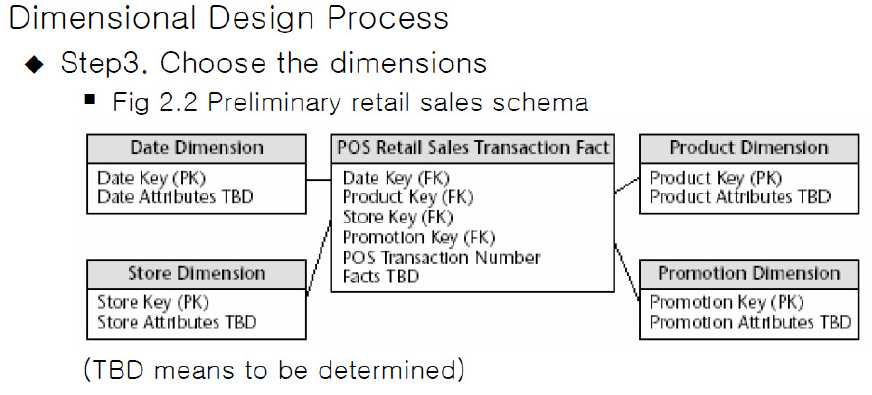 Dimensional Design Process
◆ Step3. Choose the dimensions
■ Fig 2.2 Preliminary retail sales schema
Date Dimension
Date Key (PK)
Date Attributes TBD
POS Retail Sales Transaction Fact
Date Key (FK)
Product Key (FK)
Store Key (FK)
Promotion Key (FK)
POS Transaction Number
Facts TBD
Product Dimension
Product Key (PK)
Product Attributes TBD
Store Dimension
Store Key (PK)
Store Attributes TBD
Promotion Dimension
Promotion Key (PK)
Promotion Attributes TBD
(TBD means to be determined)